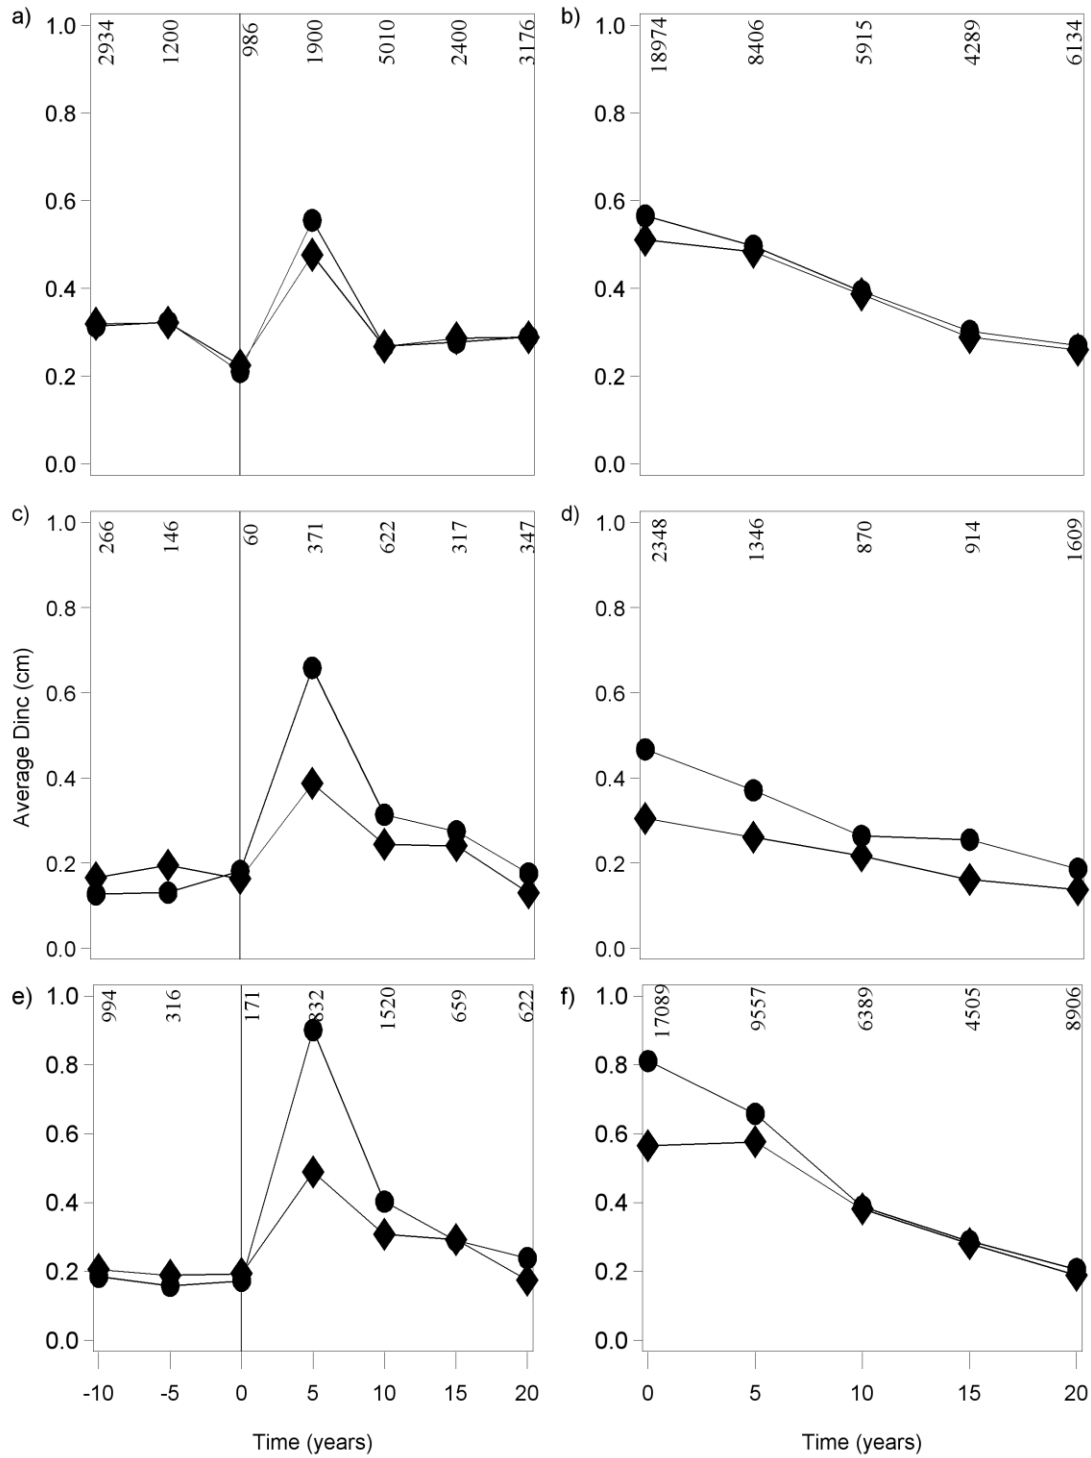 a)
1.0
0.8
0.6
0.4
0.2
0.0
2934 1200 986 1900 5010 2400 3176
b)
1.0
0.8
0.6
0.4
0.2
0.0
18974 8406 5915 4289 6134
c)
1.0
0.8
0.6
0.4
0.2
0.0
266 146 60 371 622 317 347
d)
1.0
0.8
0.6
0.4
0.2
0.0
2348 1346 870 914 1609
Average Dinc (cm)
e)
1.0
0.8
0.6
0.4
0.2
0.0
994 316 171 832 1520 659 622
-10 -5 0 5 10 15 20
Time (years)
f)
1.0
0.8
0.6
0.4
0.2
0.0
17089 9557 6389 4505 8906
0 5 10 15 20
Time (years)